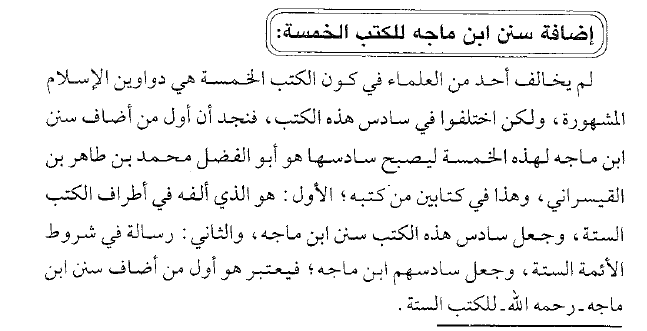 إضافة سنن ابن ماجه للكتب الخمسة:
لم يخالف أحد من العلماء في كون الكتب الخمسة هي دواوين الإسلام
المشهورة، ولكن اختلفوا في سادس هذه الكتب، فنجد أن أول من أضاف سنن
ابن ماجه لهذه الخمسة ليصبح سادسها هو أبو الفضل محمد بن طاهر بن
القيسراني، وهذا في كتابين من كتبه؛ الأول: هو الذي ألفه في أطراف الكتب
الستة، وجعل سادس هذه الكتب سنن ابن ماجه، والثاني: رسالة في شروط
الأئمة الستة، وجعل سادسهم ابن ماجه؛ فيعتبر هو أول من أضاف سنن ابن
ماجه ـ رحمه الله ـ للكتب الستة.